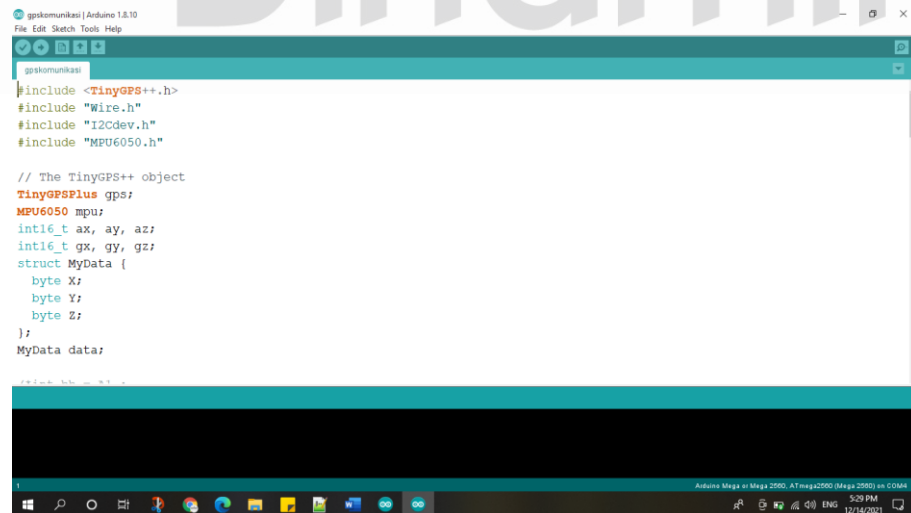 gpskomunikasi | Arduino 1.8.10
File Edit Sketch Tools Help
gpskomunikasi
#include <TinyGPS++.h>
#include "Wire.h"
#include "I2Cdev.h"
#include "MPU6050.h"
// The TinyGPS++ object
TinyGPSPlus gps;
MPU6050 mpu;
int16_t ax, ay, az;
int16_t gx, gy, gz;
struct MyData {
byte X;
byte Y;
byte Z;
};
MyData data;
1
Arduino Mega or Mega 2560, ATmega2560 (Mega 2560) on COM4
ENG
5:29 PM
12/14/2021